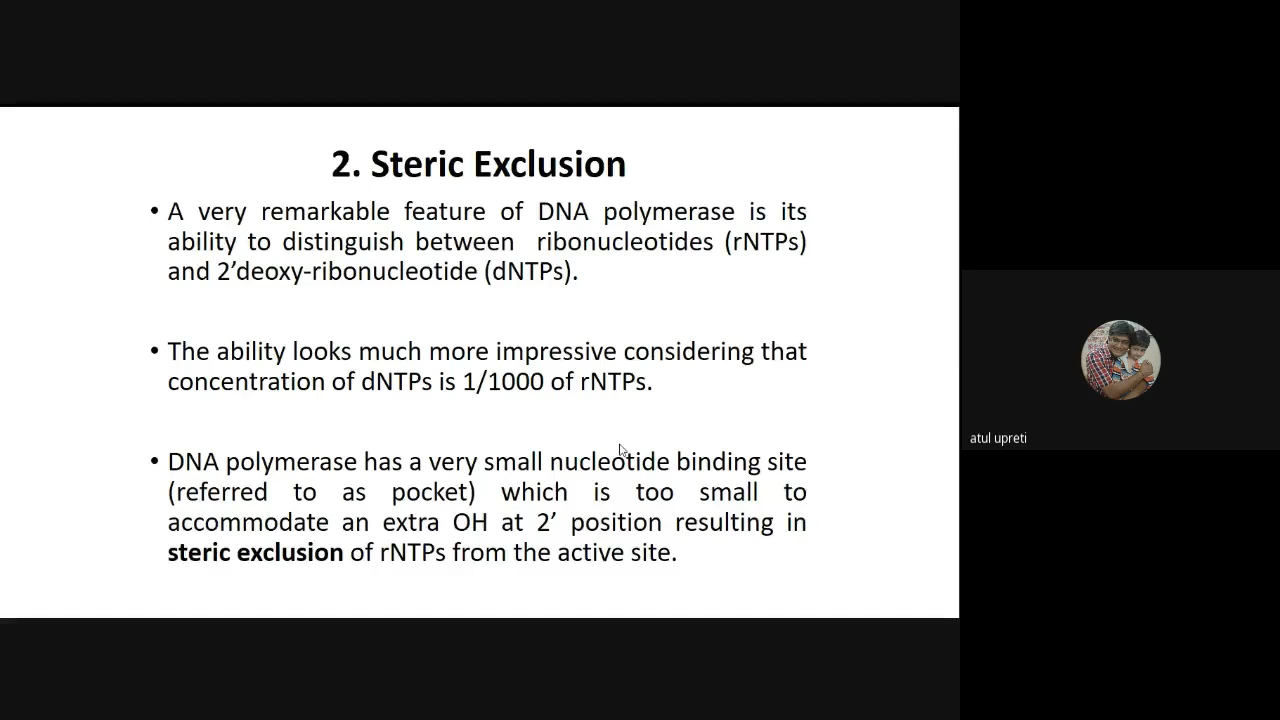 2. Steric Exclusion
• A very remarkable feature of DNA polymerase is its
ability to distinguish between ribonucleotides (rNTPs)
and 2’deoxy-ribonucleotide (dNTPs).
• The ability looks much more impressive considering that
concentration of dNTPs is 1/1000 of rNTPs.
• DNA polymerase has a very small nucleotide binding site
(referred to as pocket) which is too small to
accommodate an extra OH at 2’ position resulting in
steric exclusion of rNTPs from the active site.
atul upreti